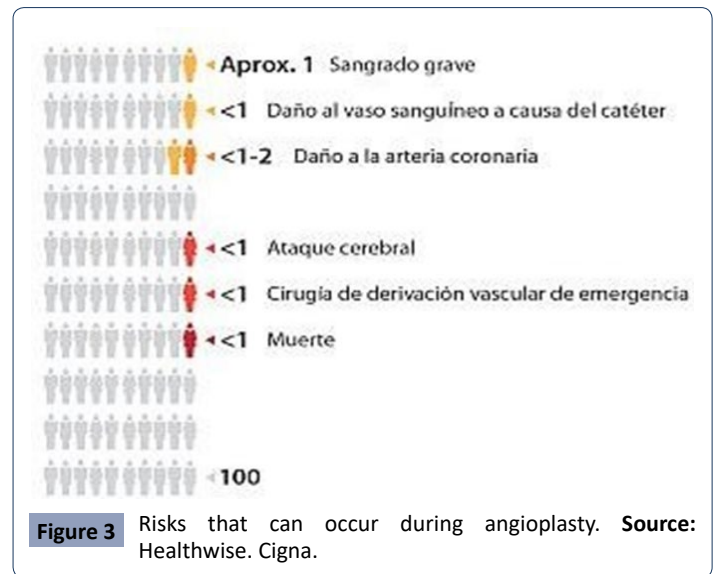 Aprox. 1 Sangrado grave
<1 Daño al vaso sanguíneo a causa del catéter
<1-2 Daño a la arteria coronaria
<1 Ataque cerebral
<1 Cirugía de derivación vascular de emergencia
<1 Muerte
100
Figure 3 Risks that can occur during angioplasty. Source:
Healthwise. Cigna.